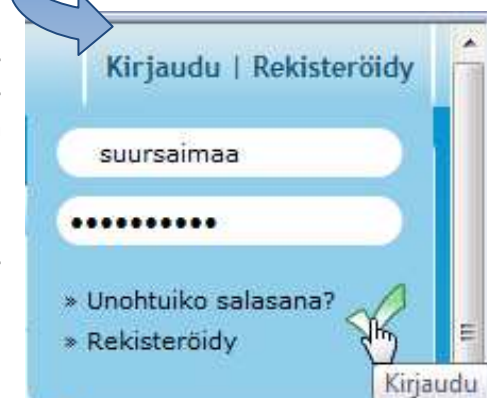 Kirjaudu | Rekisteröidy
suursaimaa
••••••••••
» Unohtuiko salasana?
» Rekisteröidy
Kirjaudu